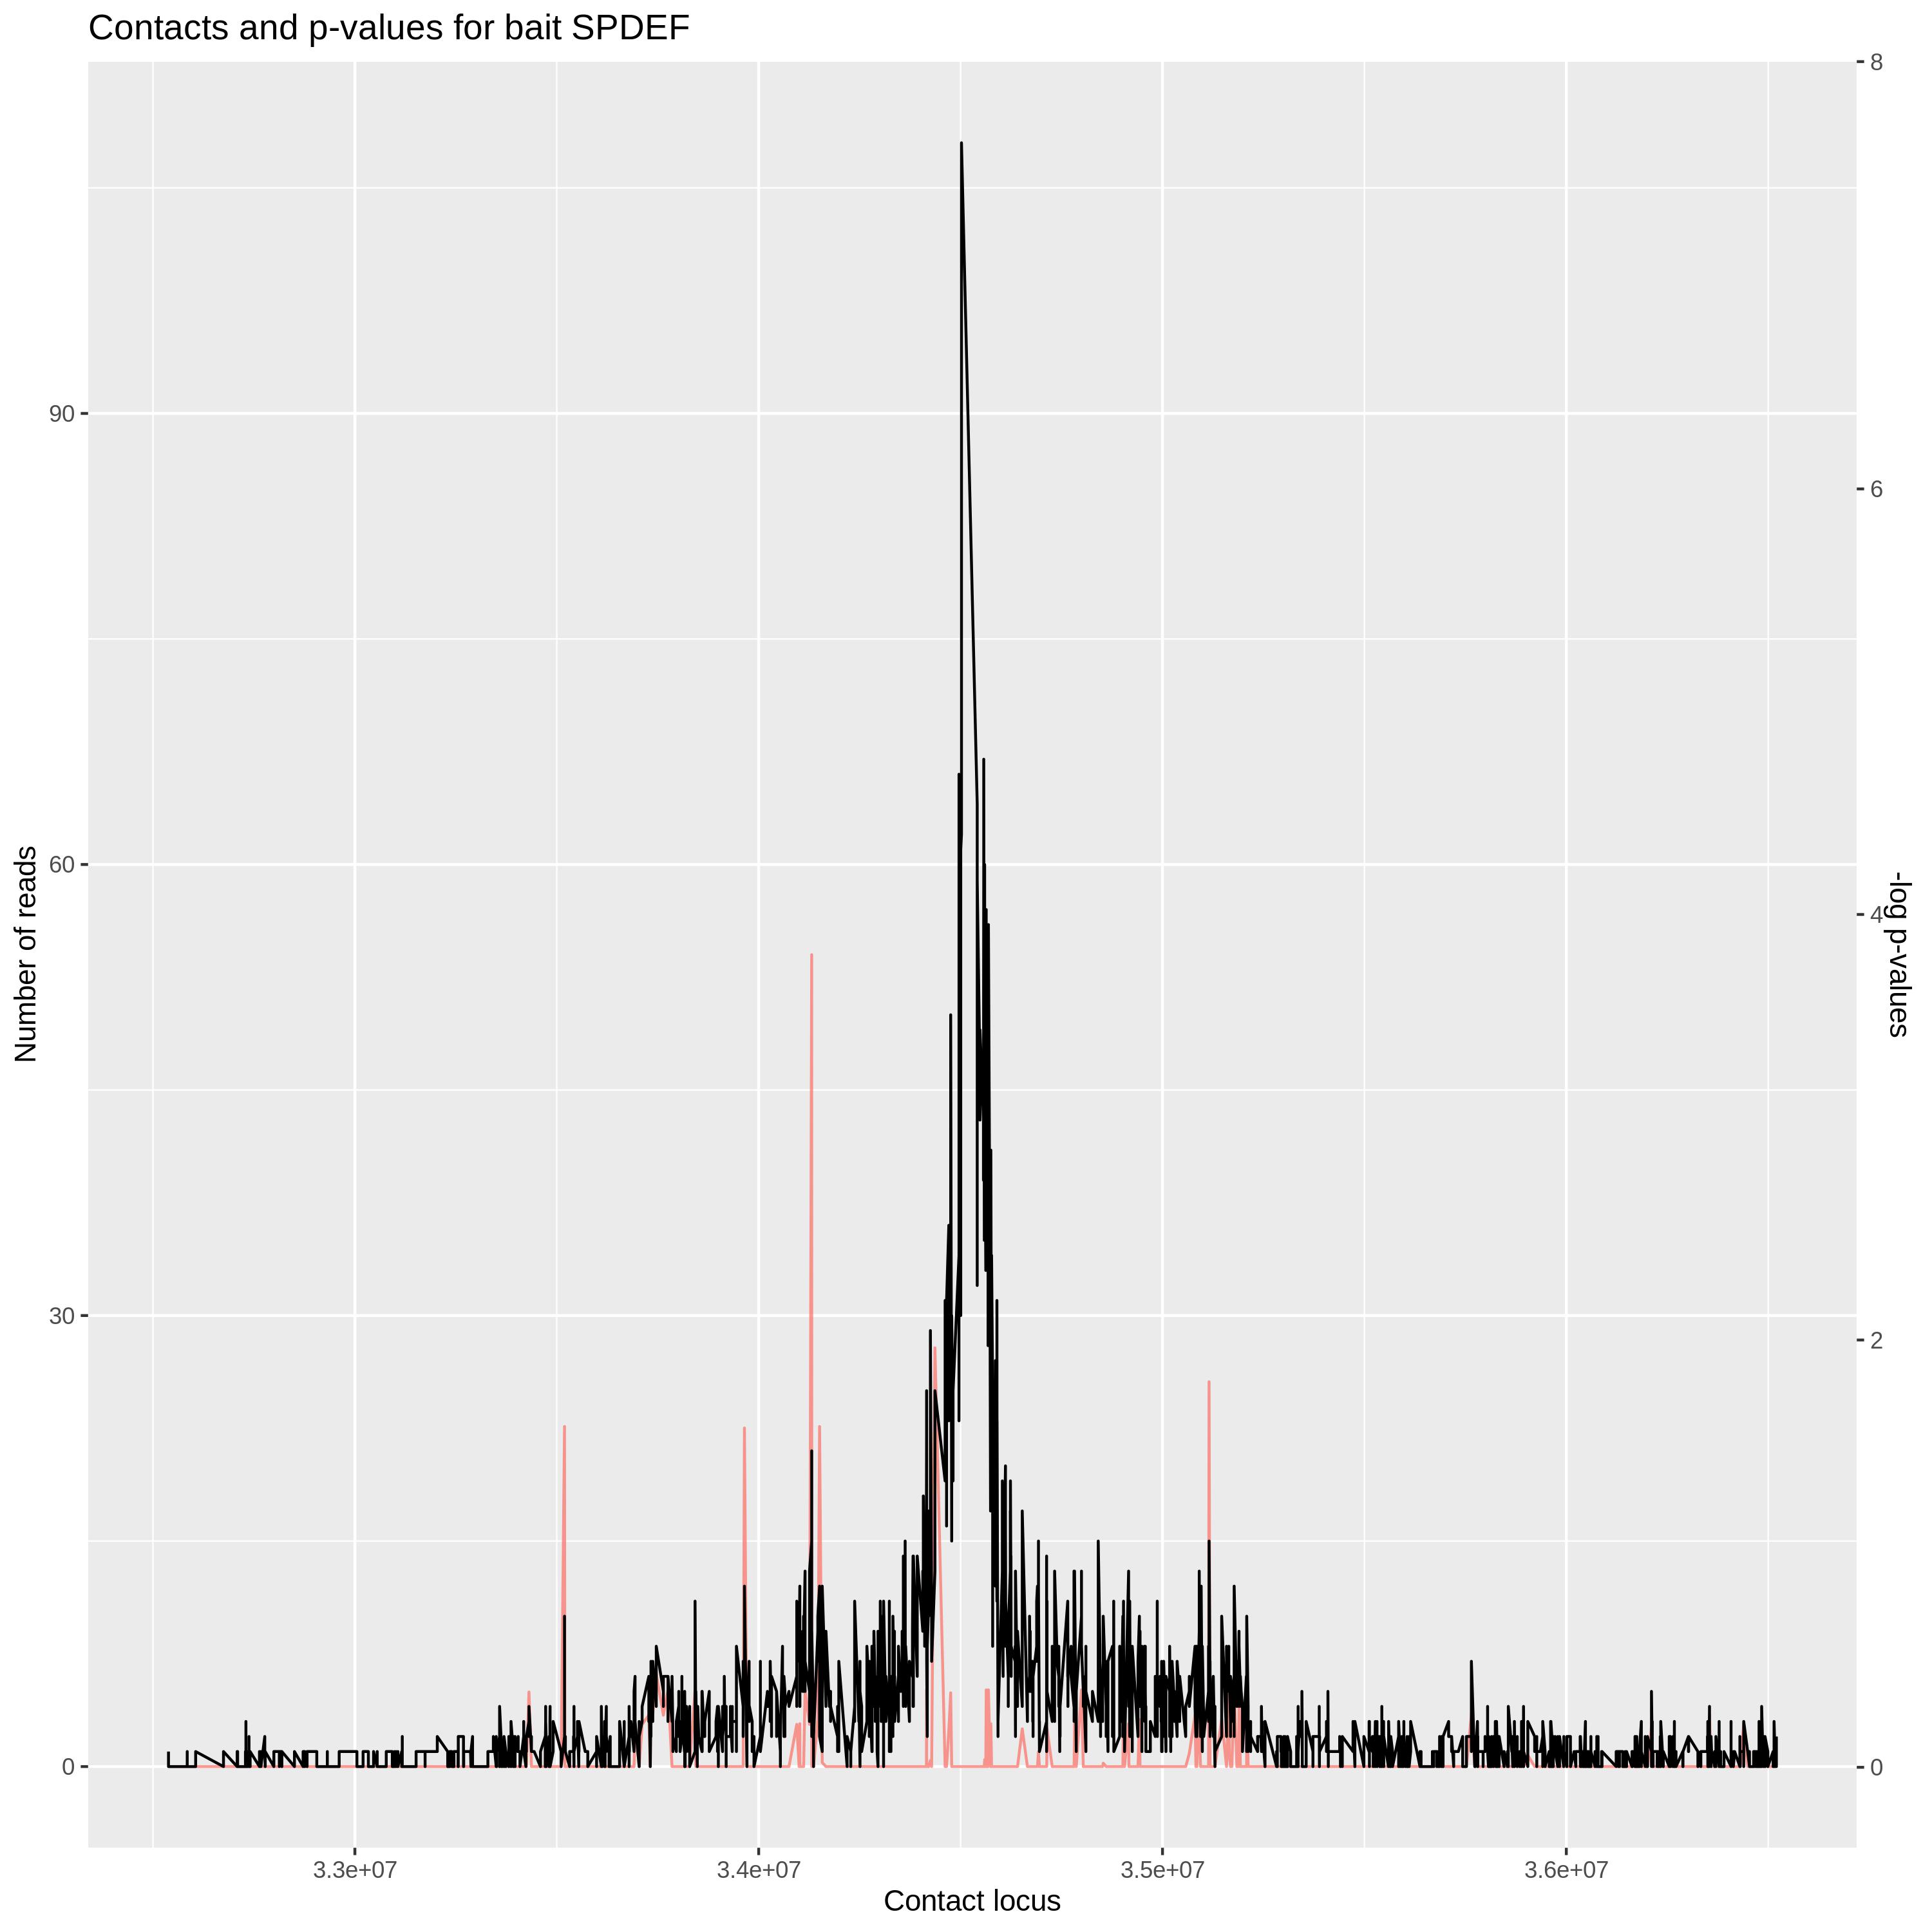 Contacts and p-values for bait SPDEF
8
90
6
60
4
Number of reads
-log p-values
30
2
0
0
3.3e+07
3.4e+07
3.5e+07
3.6e+07
Contact locus